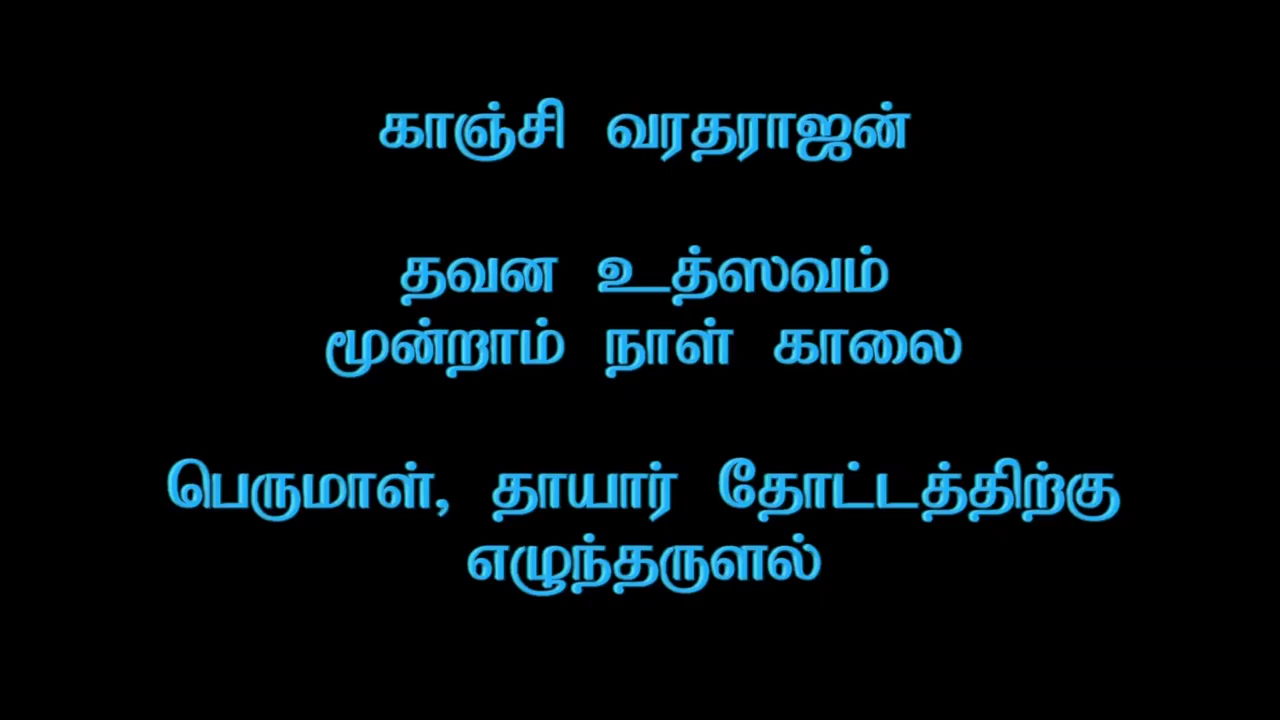 காஞ்சி வரதராஜன்
தவன உத்ஸவம்
மூன்றாம் நாள் காலை
பெருமாள், தாயார் தோட்டத்திற்கு
எழுந்தருளல்